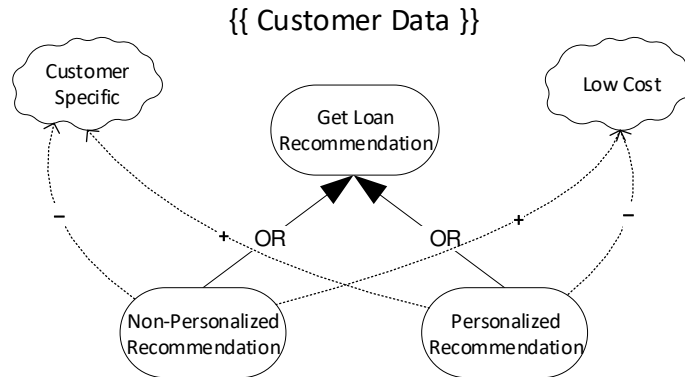 {{ Customer Data }}
Customer
Specific
Low Cost
Get Loan
Recommendation
–
+
+
–
OR
OR
Non-Personalized
Recommendation
Personalized
Recommendation